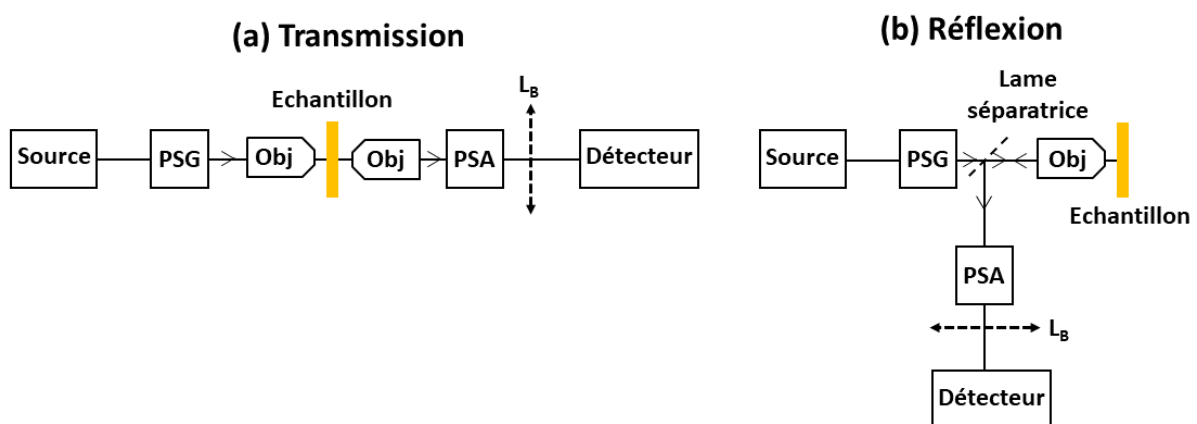 (a) Transmission
Echantillon
L_B
Source
PSG
Obj
Obj
PSA
Détecteur
(b) Réflexion
Lame
séparatrice
Source
PSG
Obj
Echantillon
PSA
L_B
Détecteur